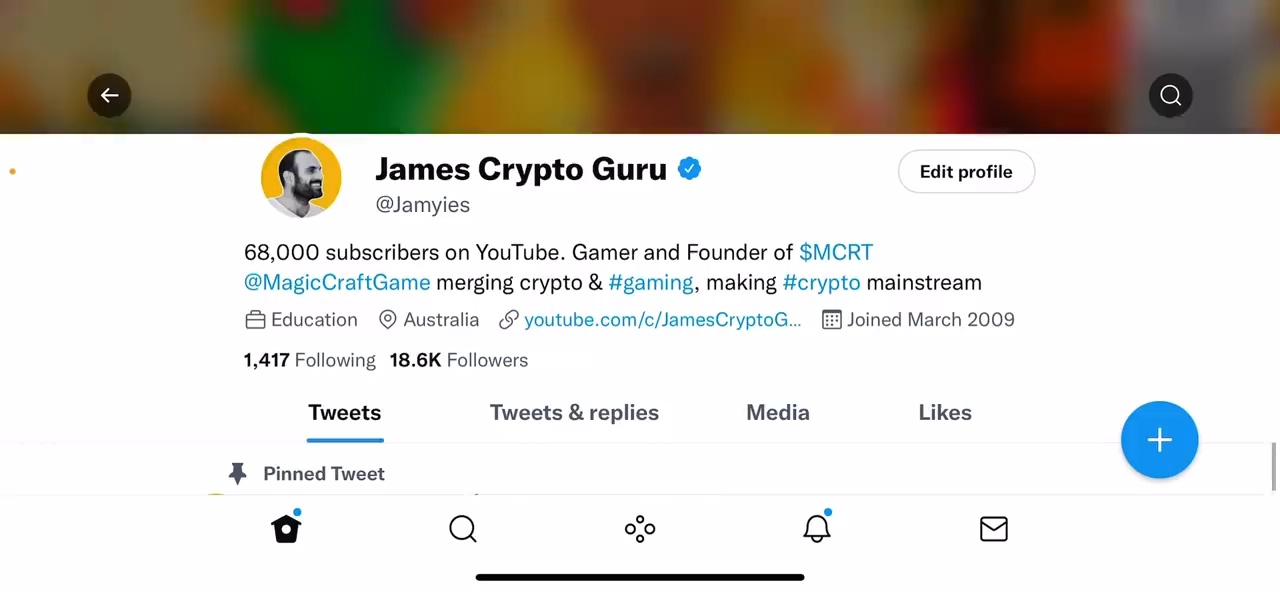 James Crypto Guru
Edit profile
@Jamyies
68,000 subscribers on YouTube. Gamer and Founder of $MCRT
@MagicCraftGame merging crypto & #gaming, making #crypto mainstream
Education Australia youtube.com/c/JamesCryptoG... Joined March 2009
1,417 Following 18.6K Followers
Tweets Tweets & replies Media Likes
Pinned Tweet